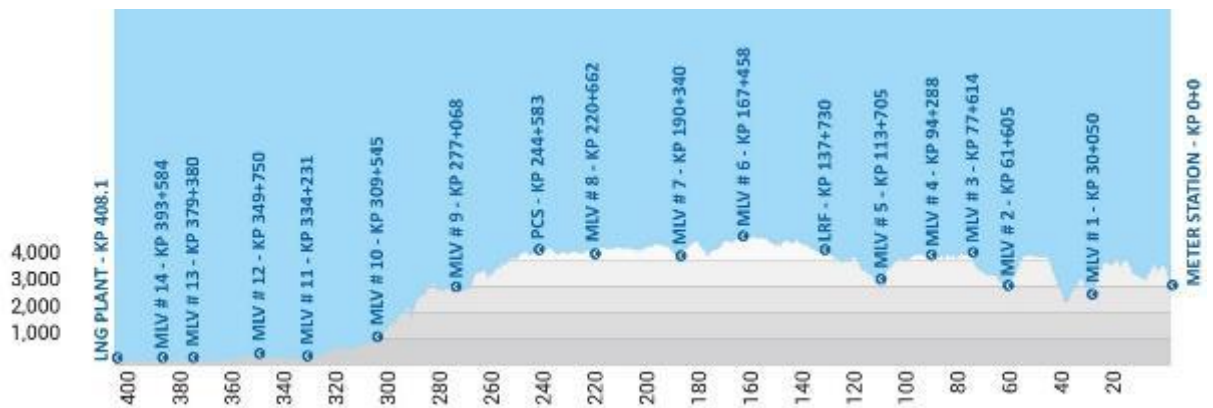 LNG PLANT - KP 408.1
MLV # 14 - KP 393+584
MLV # 13 - KP 379+380
MLV # 12 - KP 349+750
MLV # 11 - KP 334+231
MLV # 10 - KP 309+545
MLV # 9 - KP 277+068
PCS - KP 244+583
MLV # 8 - KP 220+662
MLV # 7 - KP 190+340
MLV # 6 - KP 167+458
LRF - KP 137+730
MLV # 5 - KP 113+705
MLV # 4 - KP 94+288
MLV # 3 - KP 77+614
MLV # 2 - KP 61+605
MLV # 1 - KP 30+050
METER STATION - KP 0+0
4,000
3,000
2,000
1,000
400 380 360 340 320 300 280 260 240 220 200 180 160 140 120 110 100 80 60 40 20